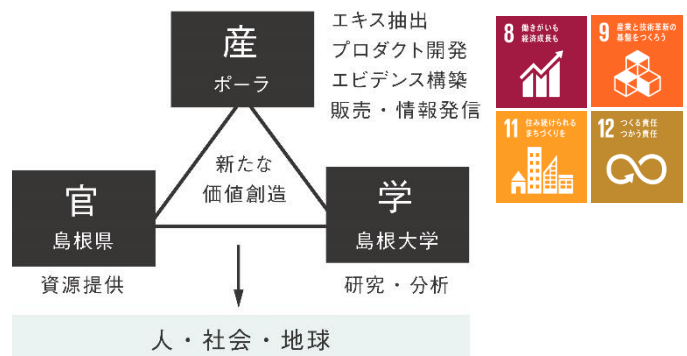 産
ポーラ
エキス抽出
プロダクト開発
エビデンス構築
販売・情報発信
8 働きがいも
経済成長も
9 産業と技術革新の
基盤をつくろう
11 住み続けられる
まちづくりを
12 つくる責任
つかう責任
新たな
価値創造
官
島根県
資源提供
学
島根大学
研究・分析
人・社会・地球